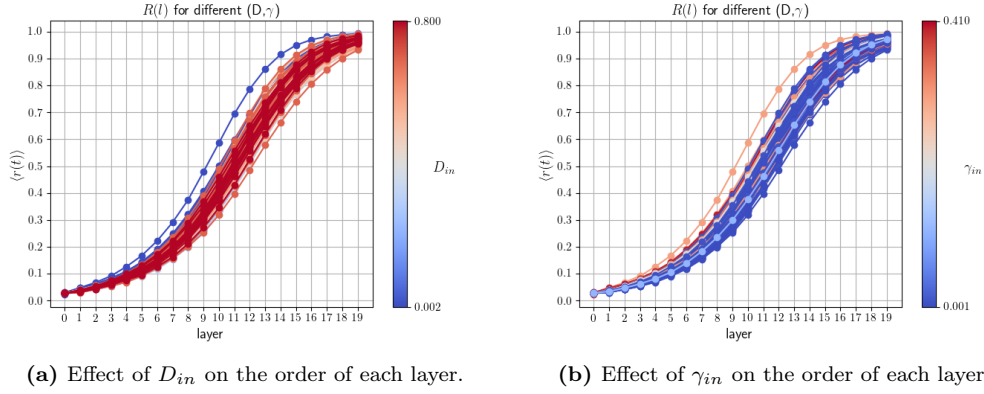 R(l) for different (D,γ)
⟨r(t)⟩
1.0
0.9
0.8
0.7
0.6
0.5
0.4
0.3
0.2
0.1
0.0
0 1 2 3 4 5 6 7 8 9 10 11 12 13 14 15 16 17 18 19
layer
0.800
D_in
0.002
(a) Effect of D_in on the order of each layer.
R(l) for different (D,γ)
⟨r(t)⟩
1.0
0.9
0.8
0.7
0.6
0.5
0.4
0.3
0.2
0.1
0.0
0 1 2 3 4 5 6 7 8 9 10 11 12 13 14 15 16 17 18 19
layer
0.410
γ_in
0.001
(b) Effect of γ_in on the order of each layer